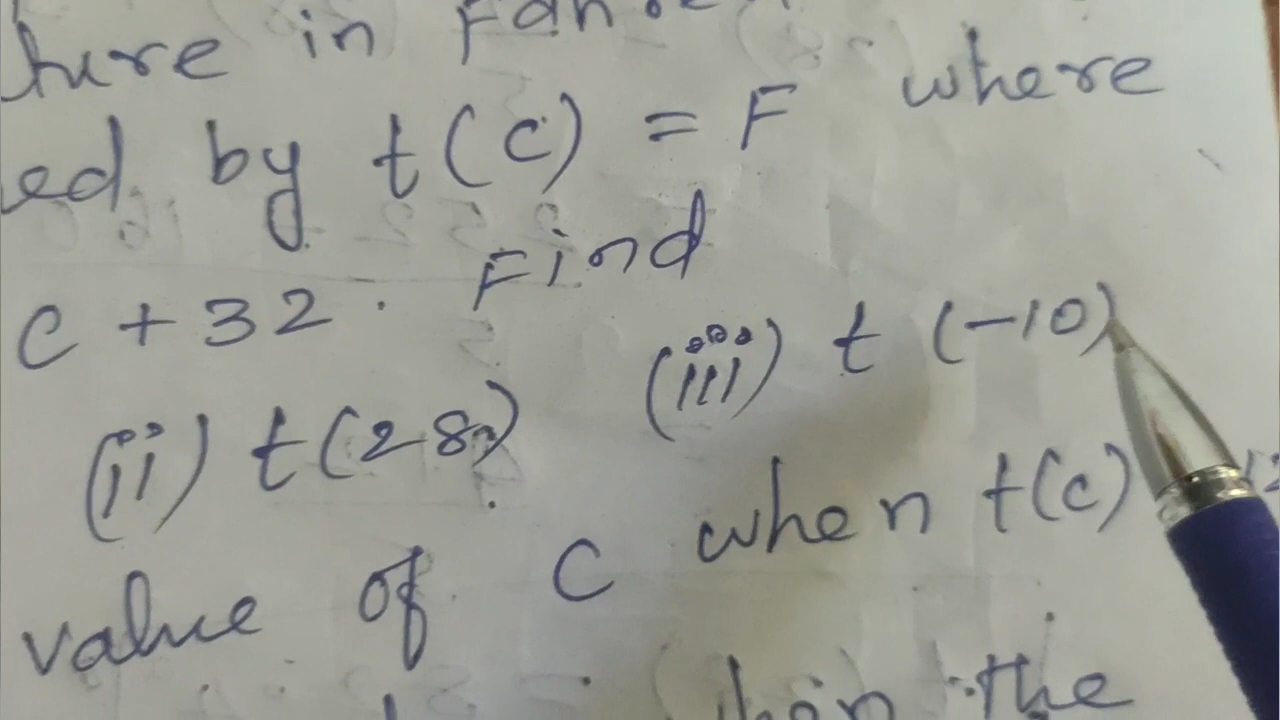 ture in
ed by t(c) = F where
C + 32. Find
(ii) t(28) (iii) t(-10)
value of C when t(c)
the